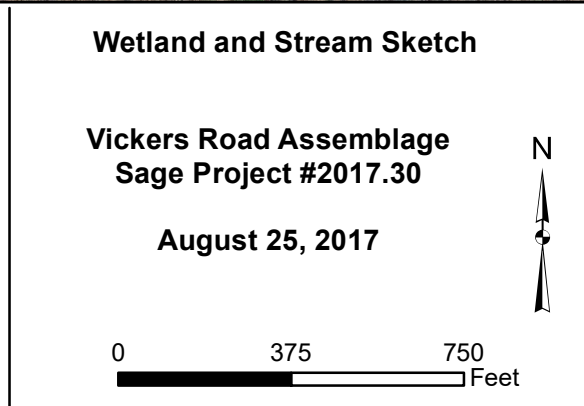 Wetland and Stream Sketch
Vickers Road Assemblage
Sage Project #2017.30
August 25, 2017
N
0 375 750
Feet